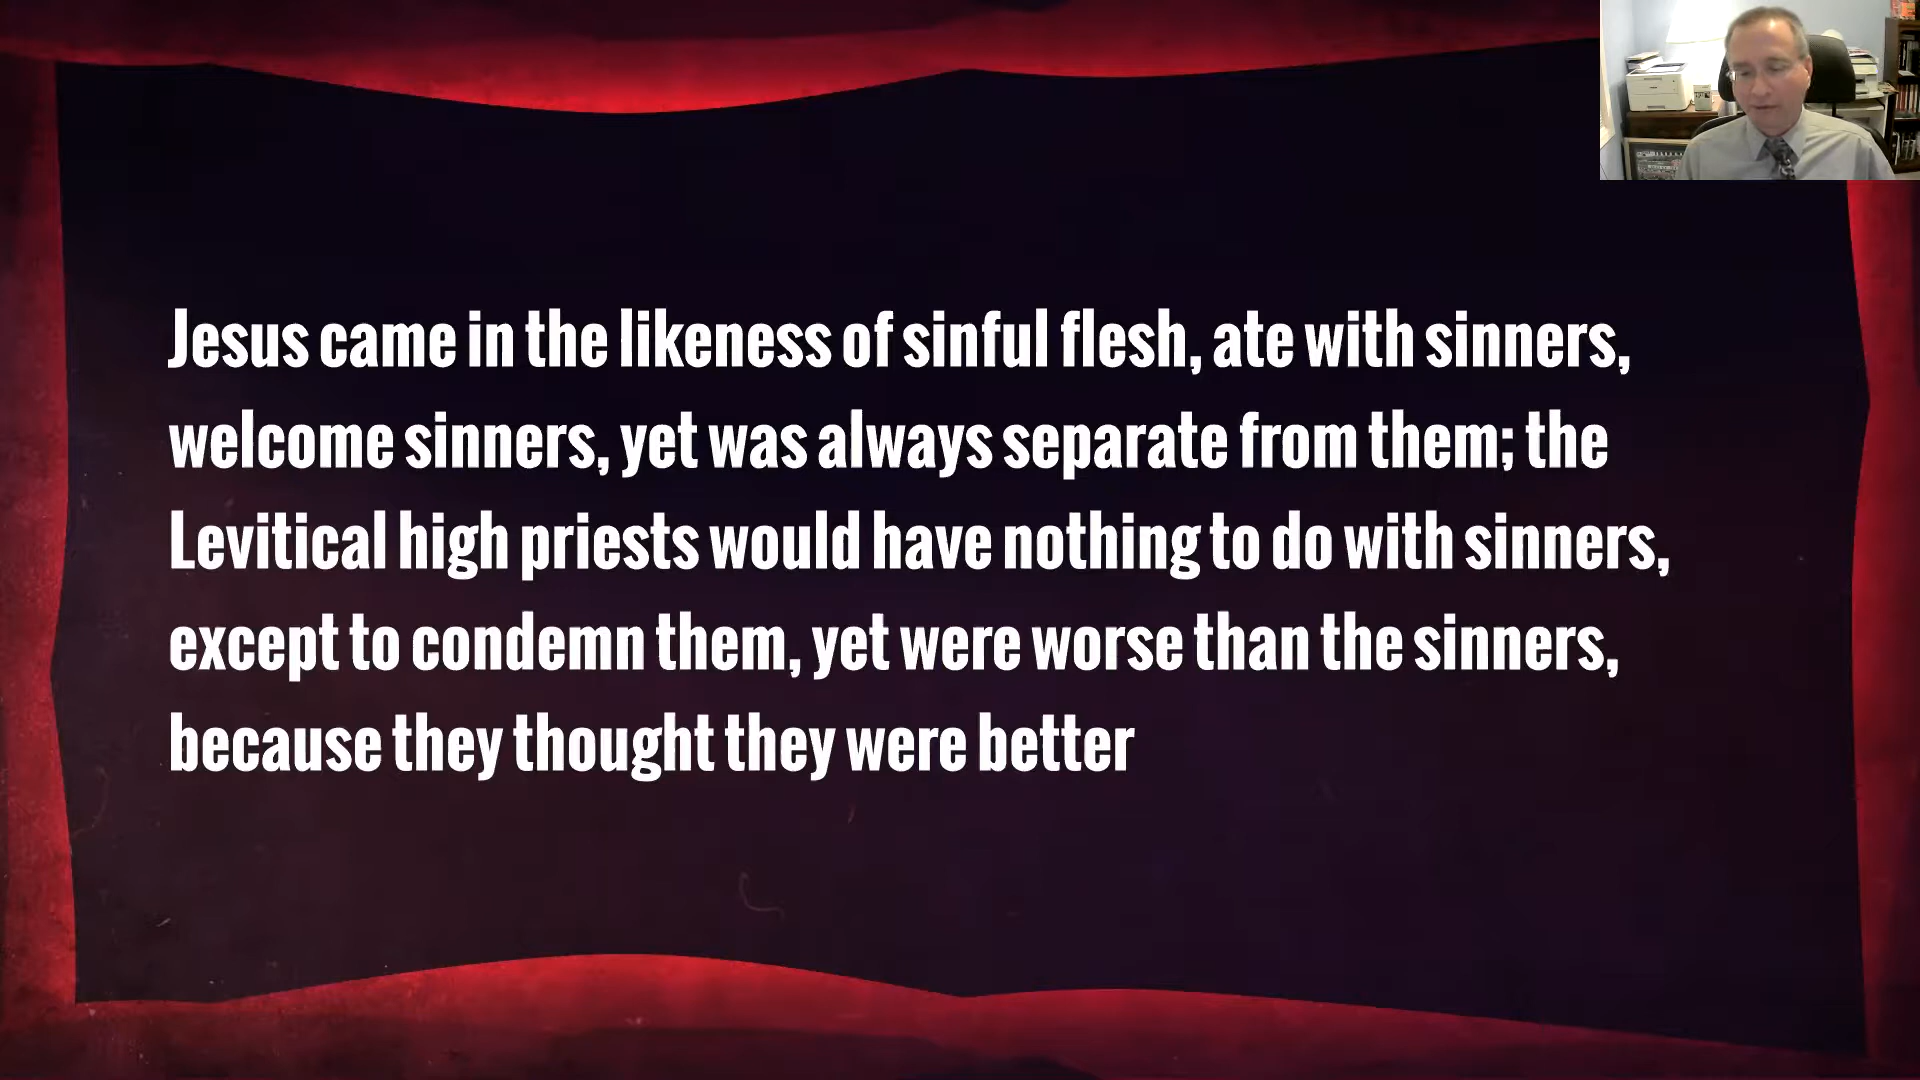 Jesus came in the likeness of sinful flesh, ate with sinners,
welcome sinners, yet was always separate from them; the
Levitical high priests would have nothing to do with sinners,
except to condemn them, yet were worse than the sinners,
because they thought they were better